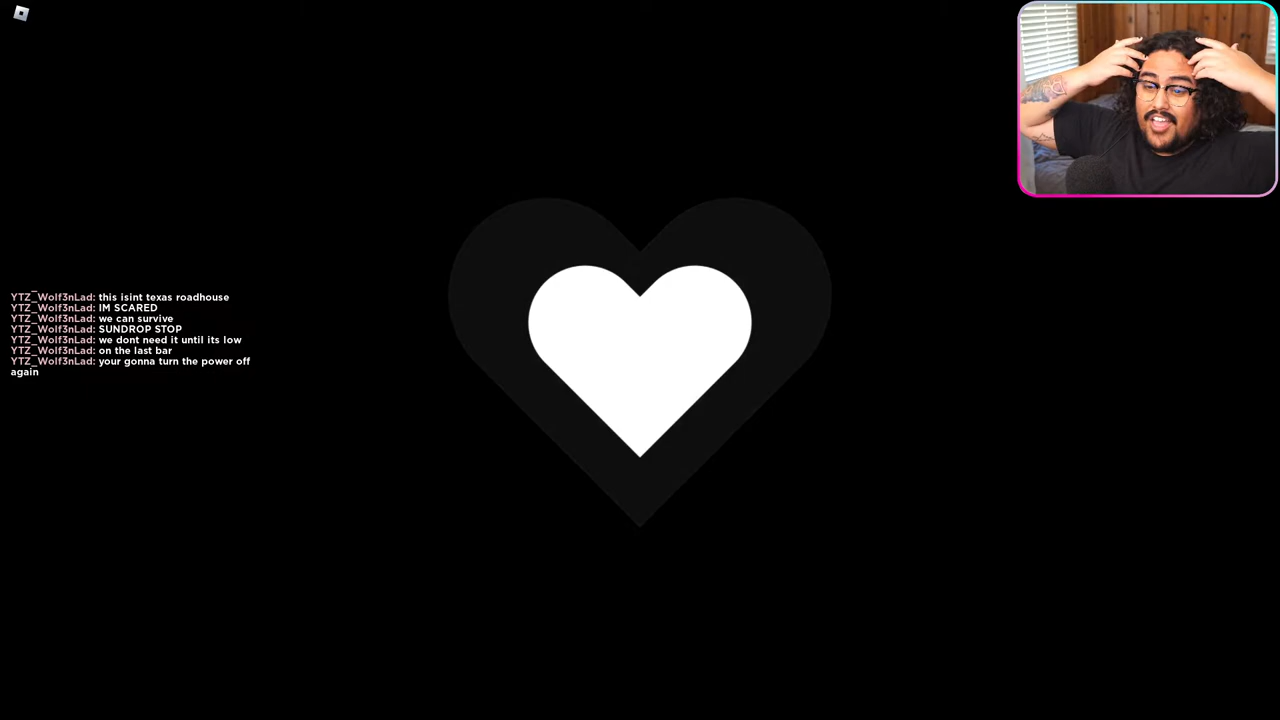 YTZ_Wolf3nLad: this isint texas roadhouse
YTZ_Wolf3nLad: IM SCARED
YTZ_Wolf3nLad: we can survive
YTZ_Wolf3nLad: SUNDROP STOP
YTZ_Wolf3nLad: we dont need it until its low
YTZ_Wolf3nLad: on the last bar
YTZ_Wolf3nLad: your gonna turn the power off
again